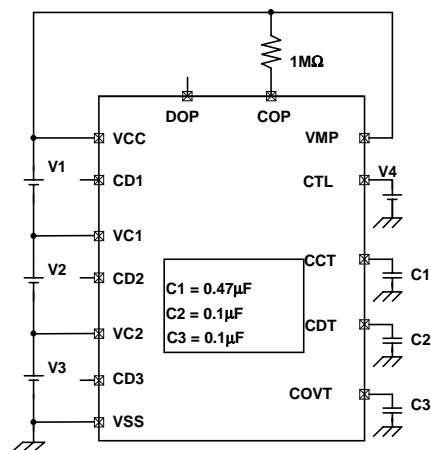 1MΩ
DOP
COP
VCC
VMP
V1
CTL
V4
CD1
VC1
V2
CD2
CCT
C1
C1 = 0.47µF
C2 = 0.1µF
C3 = 0.1µF
CDT
C2
VC2
V3
CD3
COVT
C3
VSS